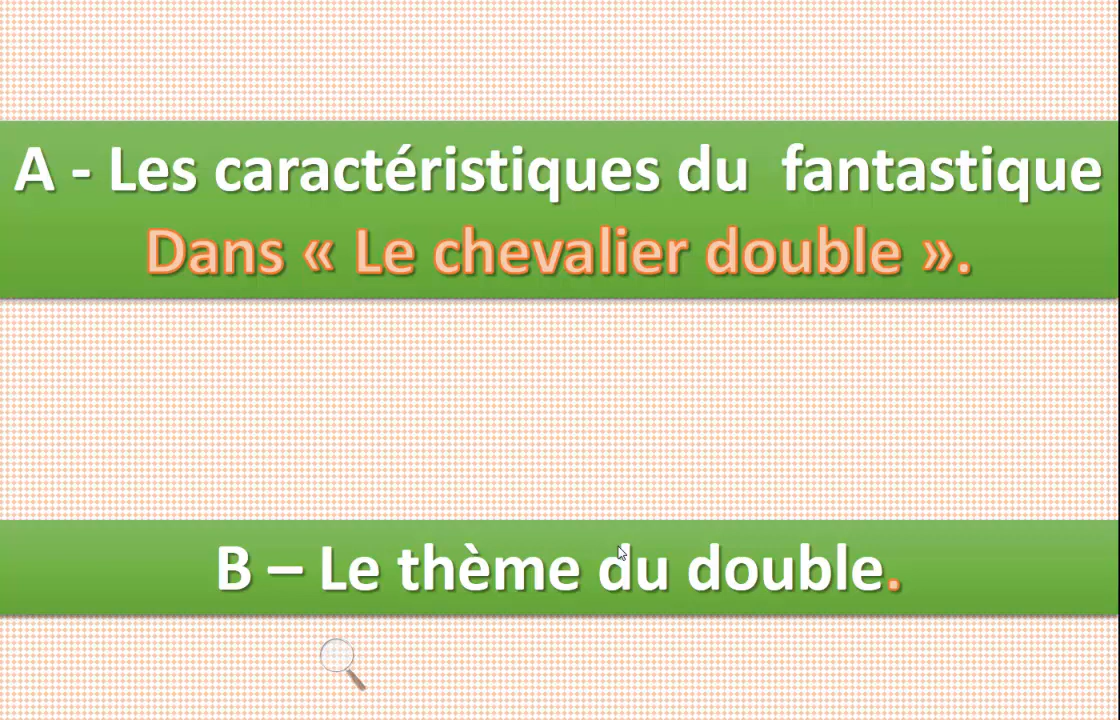 A - Les caractéristiques du  fantastique
Dans « Le chevalier double ».
B – Le thème du double.